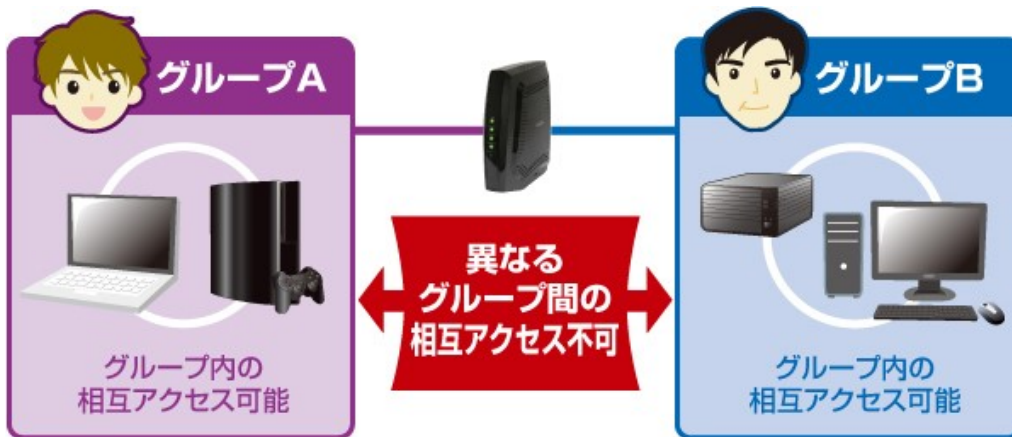 グループA
グループB
異なる
グループ間の
相互アクセス不可
グループ内の
相互アクセス可能
グループ内の
相互アクセス可能